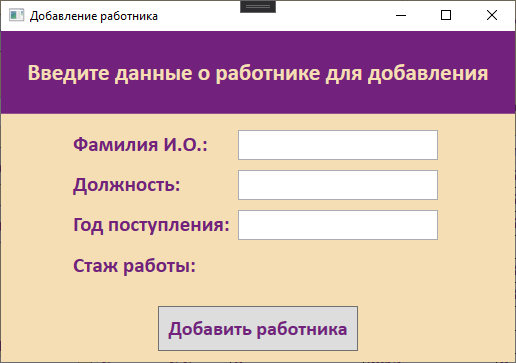 Добавление работника
Введите данные о работнике для добавления
Фамилия И.О.:
Должность:
Год поступления:
Стаж работы:
Добавить работника